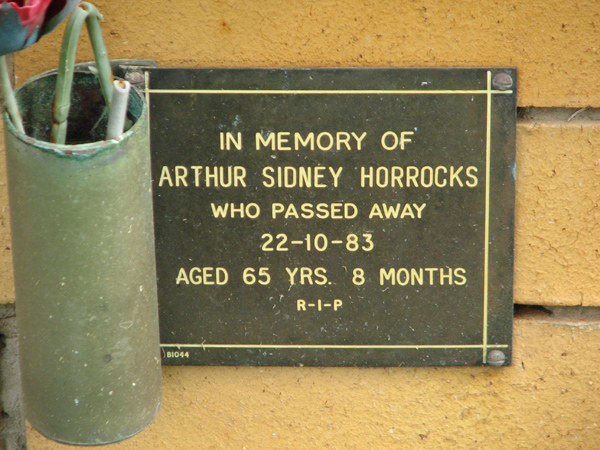 IN MEMORY OF
ARTHUR SIDNEY HORROCKS
WHO PASSED AWAY
22-10-83
AGED 65 YRS. 8 MONTHS
R-I-P
B1044